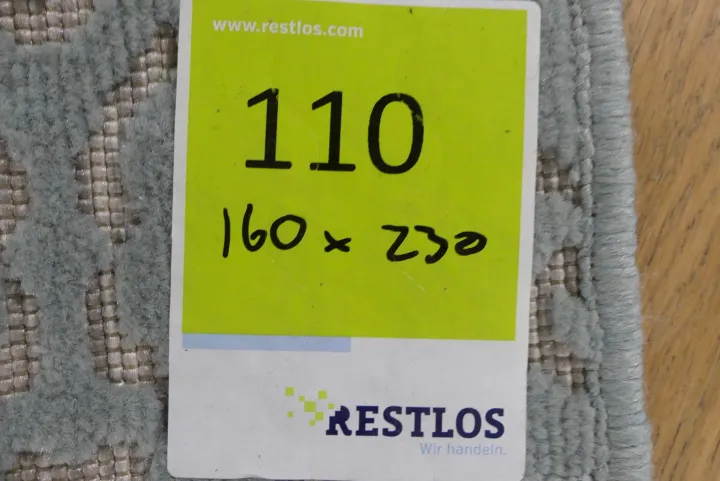 www.restlos.com
110
160 x 230
RESTLOS
Wir handeln.